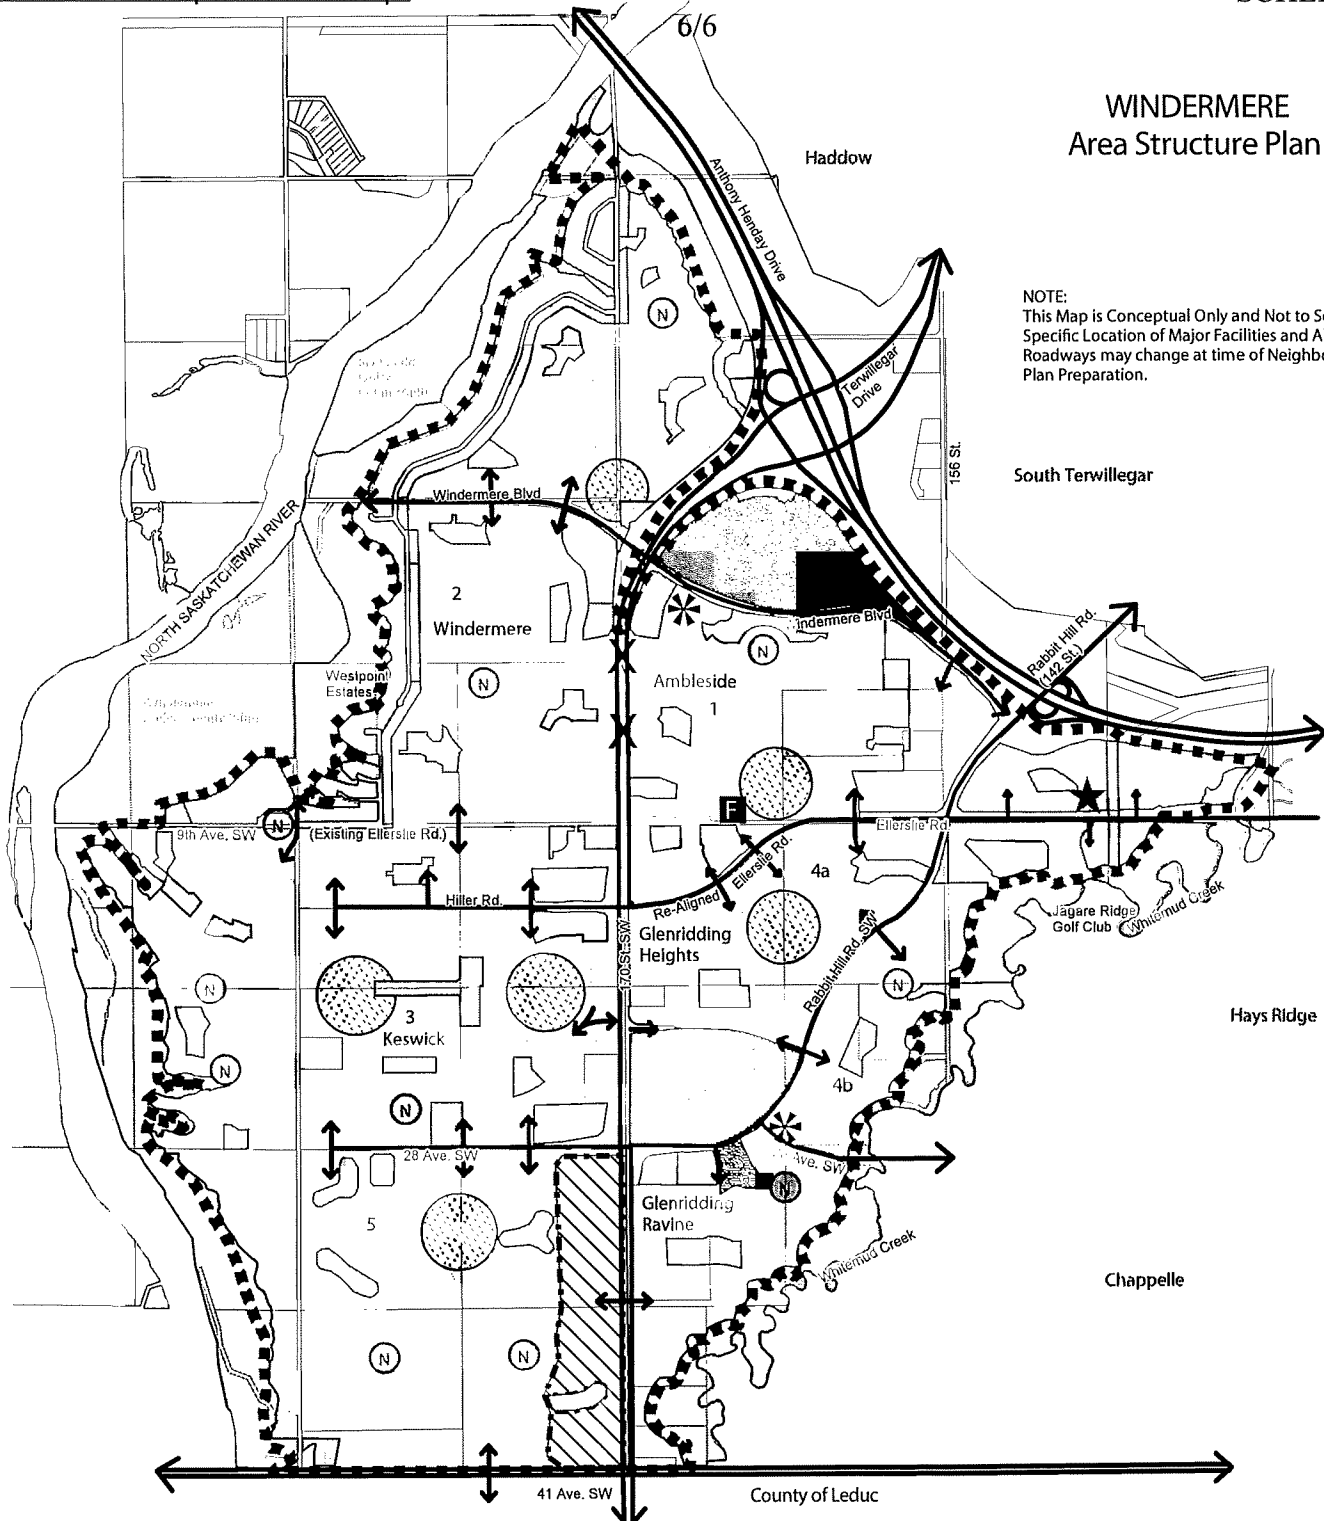 6/6
WINDERMERE
Area Structure Plan
Haddow
Anthony Henday Drive
NOTE:
This Map is Conceptual Only and Not to
Specific Location of Major Facilities and
Roadways may change at time of
Plan Preparation.
N
Terwillegar
Drive
156 St.
South Terwillegar
Windermere Blvd
NORTH SASKATCHEWAN RIVER
2
Windermere
indermere Blvd
N
Rabbit Hill Rd.
(142 St.)
Westpoint
Estates
N
Ambleside
1
F
N
9th Ave. SW
(Existing Ellerslie Rd.)
Ellerslie Rd.
4a
Re-Aligned
Ellerslie Rd.
Hiller Rd.
Jagare Ridge
Golf Club
Whitemud Creek
Glenridding
Heights
170 St. SW
Rabbit Hill Rd. SW
N
N
3
Keswick
Hays Ridge
N
4b
N
28 Ave. SW
Ave. SW
N
5
Glenridding
Ravine
Whitemud Creek
Chappelle
N
N
41 Ave. SW
County of Leduc